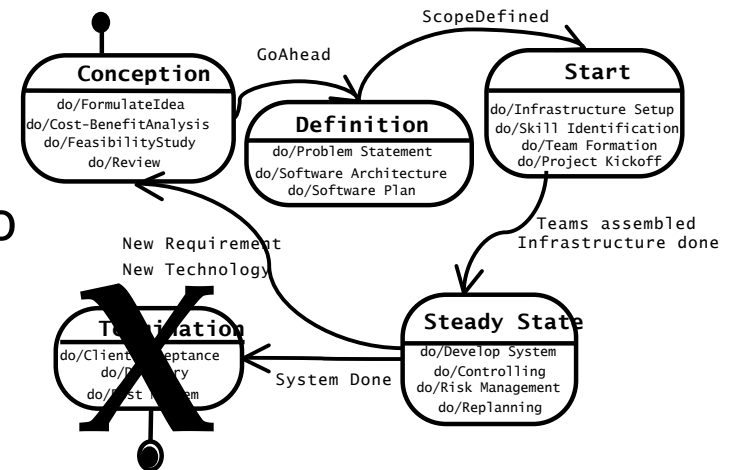 ScopeDefined
GoAhead
Conception
do/FormulateIdea
do/Cost-BenefitAnalysis
do/FeasibilityStudy
do/Review
Definition
do/Problem Statement
do/Software Architecture
do/Software Plan
Start
do/Infrastructure Setup
do/Skill Identification
do/Team Formation
do/Project Kickoff
Teams assembled
Infrastructure done
New Requirement
New Technology
Steady State
do/Develop System
do/Controlling
do/Risk Management
do/Replanning
System Done
Termination
do/Client Acceptance
X